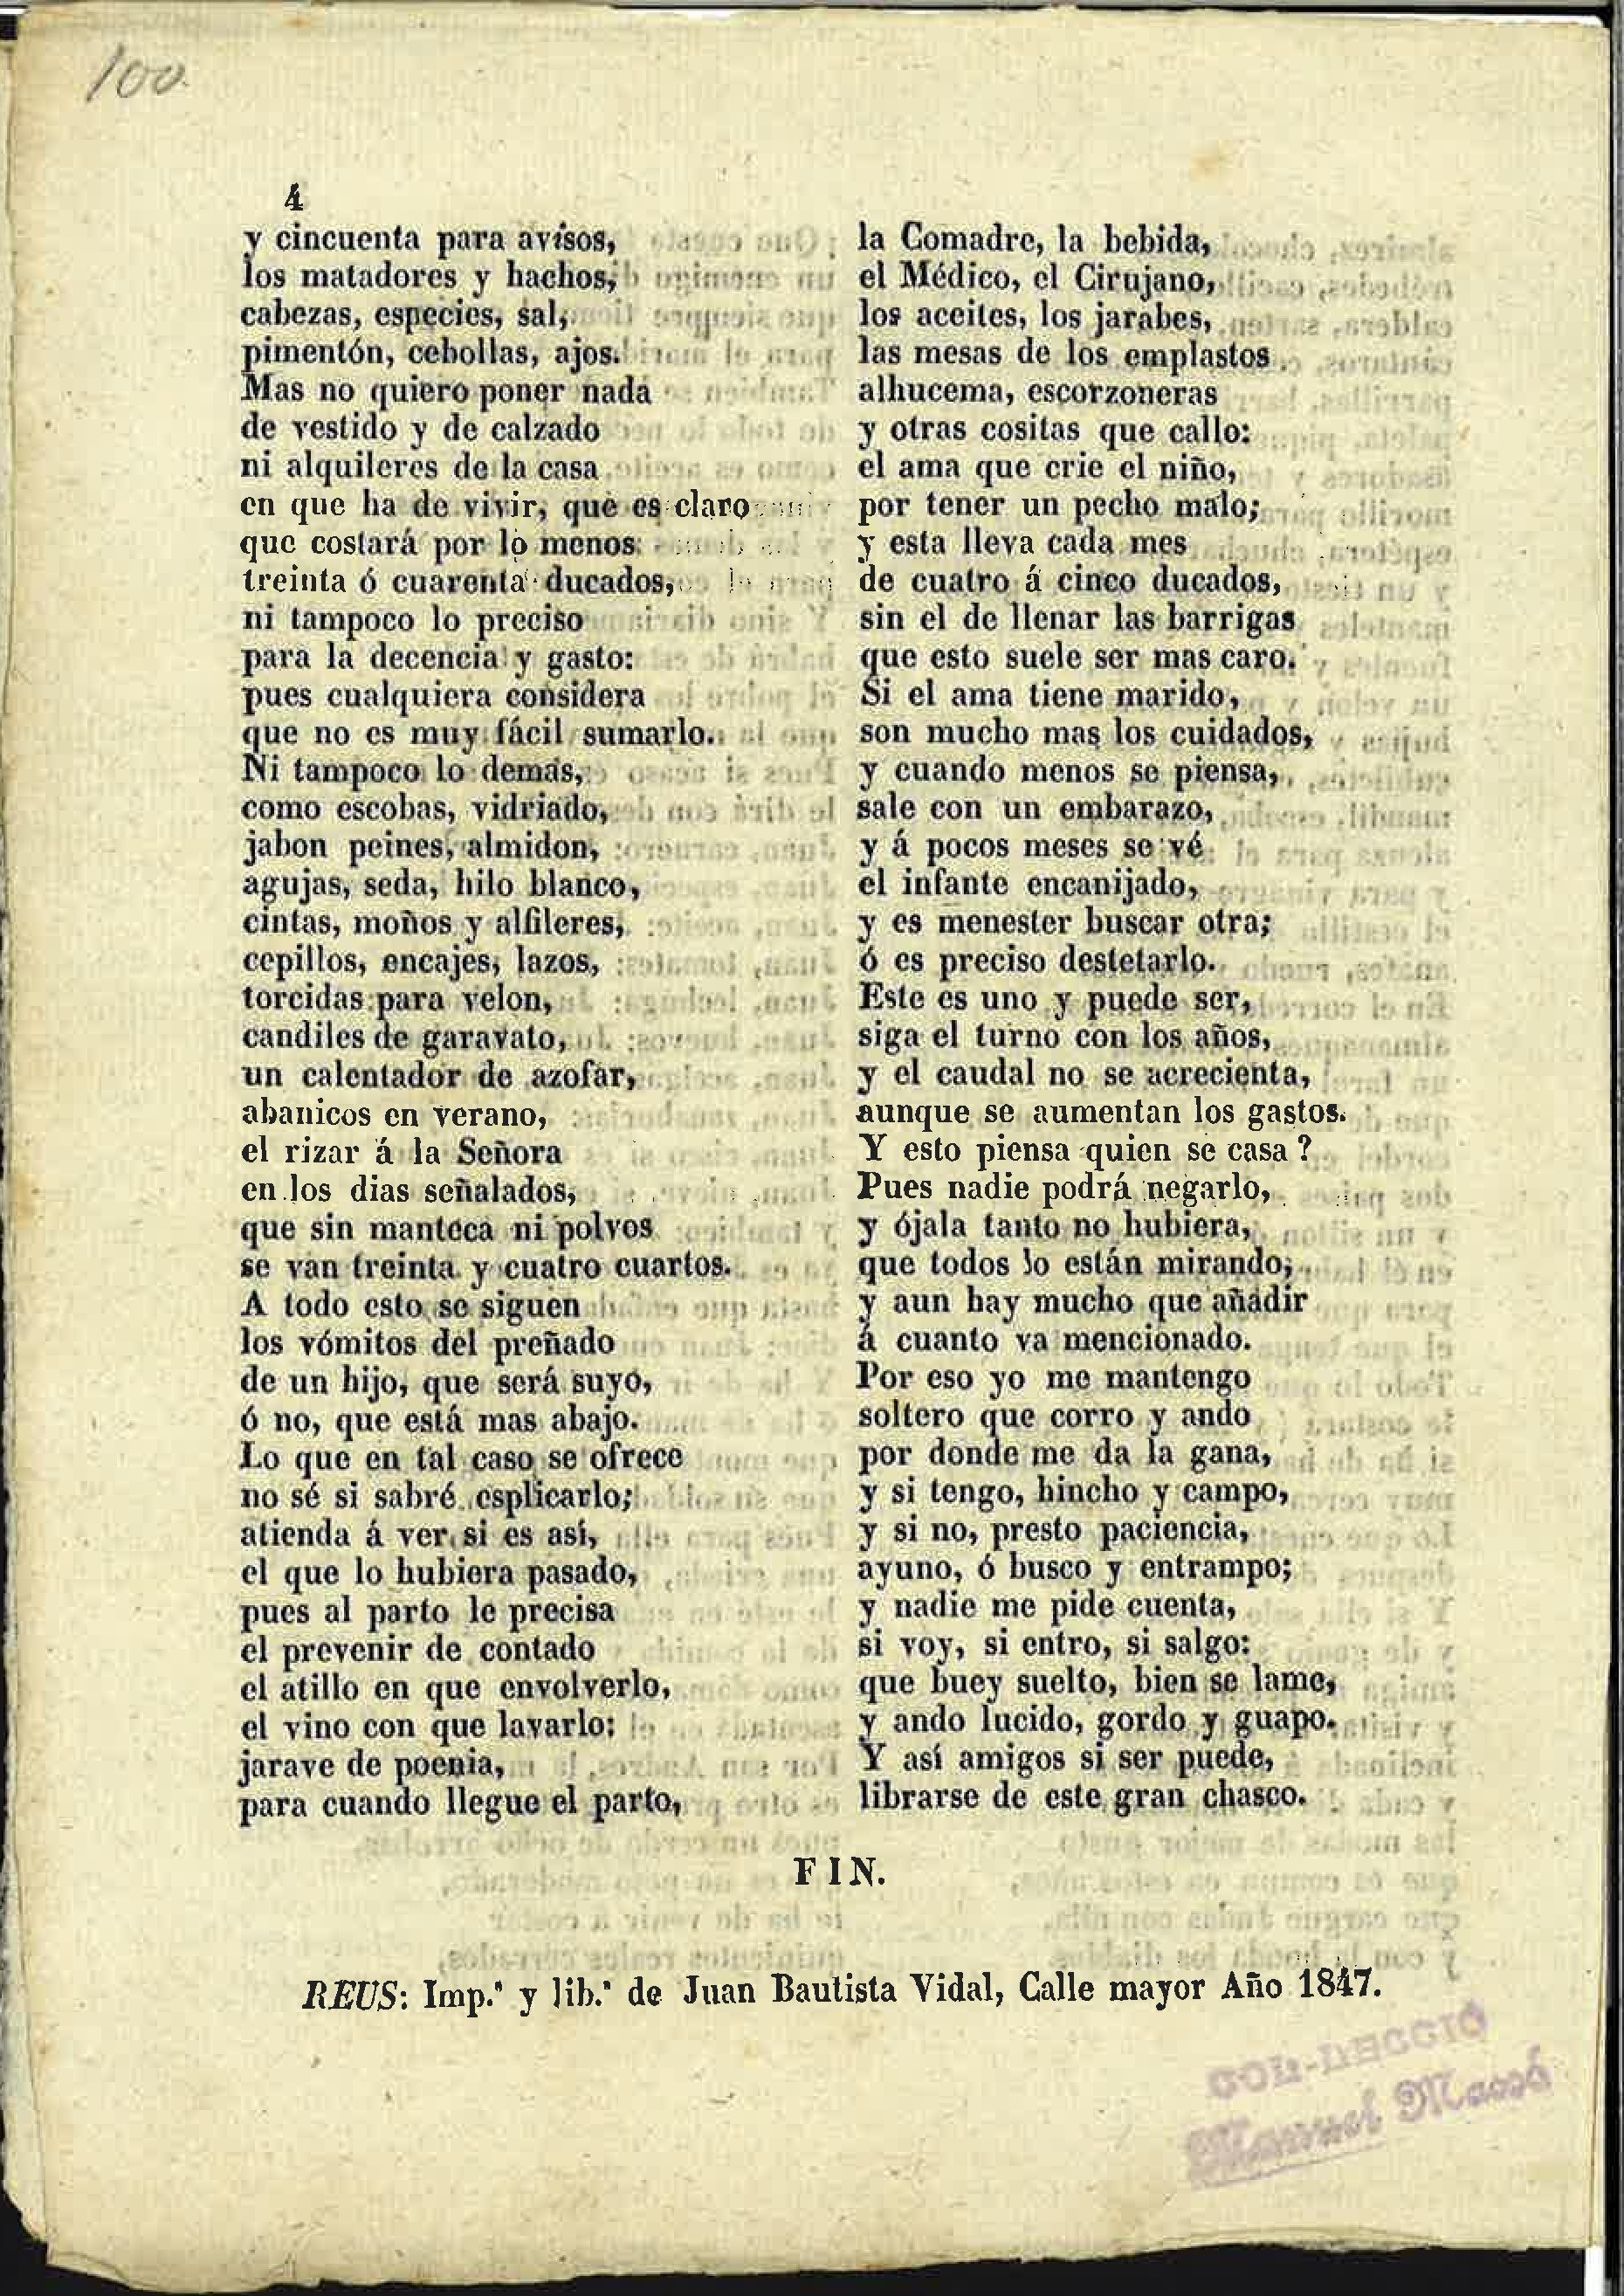 100
4
y cincuenta para avisos,
los matadores y hachos,
cabezas, especies, sal,
pimentón, cebollas, ajos.
Mas no quiero poner nada
de vestido y de calzado
ni alquileres de la casa
en que ha de vivir, que es claro
que costará por lo menos
treinta ó cuarenta ducados,
ni tampoco lo preciso
para la decencia y gasto:
pues cualquiera considera
que no es muy fácil sumarlo.
Ni tampoco lo demás,
como escobas, vidriado,
jabon peines, almidon,
agujas, seda, hilo blanco,
cintas, moños y alfileres,
cepillos, encajes, lazos,
torcidas para velon,
candiles de garavato,
un calentador de azofar,
abanicos en verano,
el rizar á la Señora
en los dias señalados,
que sin manteca ni polvos
se van treinta y cuatro cuartos.
A todo esto se siguen
los vómitos del preñado
de un hijo, que será suyo,
ó no, que está mas abajo.
Lo que en tal caso se ofrece
no sé si sabré esplicarlo;
atienda á ver si es así,
el que lo hubiera pasado,
pues al parto le precisa
el prevenir de contado
el atillo en que envolverlo,
el vino con que lavarlo:
jarave de poenia,
para cuando llegue el parto,
la Comadre, la bebida,
el Médico, el Cirujano,
los aceites, los jarabes,
las mesas de los emplastos
alhucema, escorzoneras
y otras cositas que callo:
el ama que crie el niño,
por tener un pecho malo;
y esta lleva cada mes
de cuatro á cinco ducados,
sin el de llenar las barrigas
que esto suele ser mas caro.
Si el ama tiene marido,
son mucho mas los cuidados,
y cuando menos se piensa,
sale con un embarazo,
y á pocos meses se vé
el infante encanijado,
y es menester buscar otra;
ó es preciso destetarlo.
Este es uno y puede ser,
siga el turno con los años,
y el caudal no se acrecienta,
aunque se aumentan los gastos.
Y esto piensa quien se casa?
Pues nadie podrá negarlo,
y ójala tanto no hubiera,
que todos lo están mirando;
y aun hay mucho que añadir
á cuanto va mencionado.
Por eso yo me mantengo
soltero que corro y ando
por donde me da la gana,
y si tengo, hincho y campo,
y si no, presto paciencia,
ayuno, ó busco y entrampo;
y nadie me pide cuenta,
si voy, si entro, si salgo:
que buey suelto, bien se lame,
y ando lucido, gordo y guapo.
Y así amigos si ser puede,
librarse de este gran chasco.
FIN.
REUS: Imp.ª y lib.ª de Juan Bautista Vidal, Calle mayor Año 1847.
COL·LECCIÓ
Manuel Massó